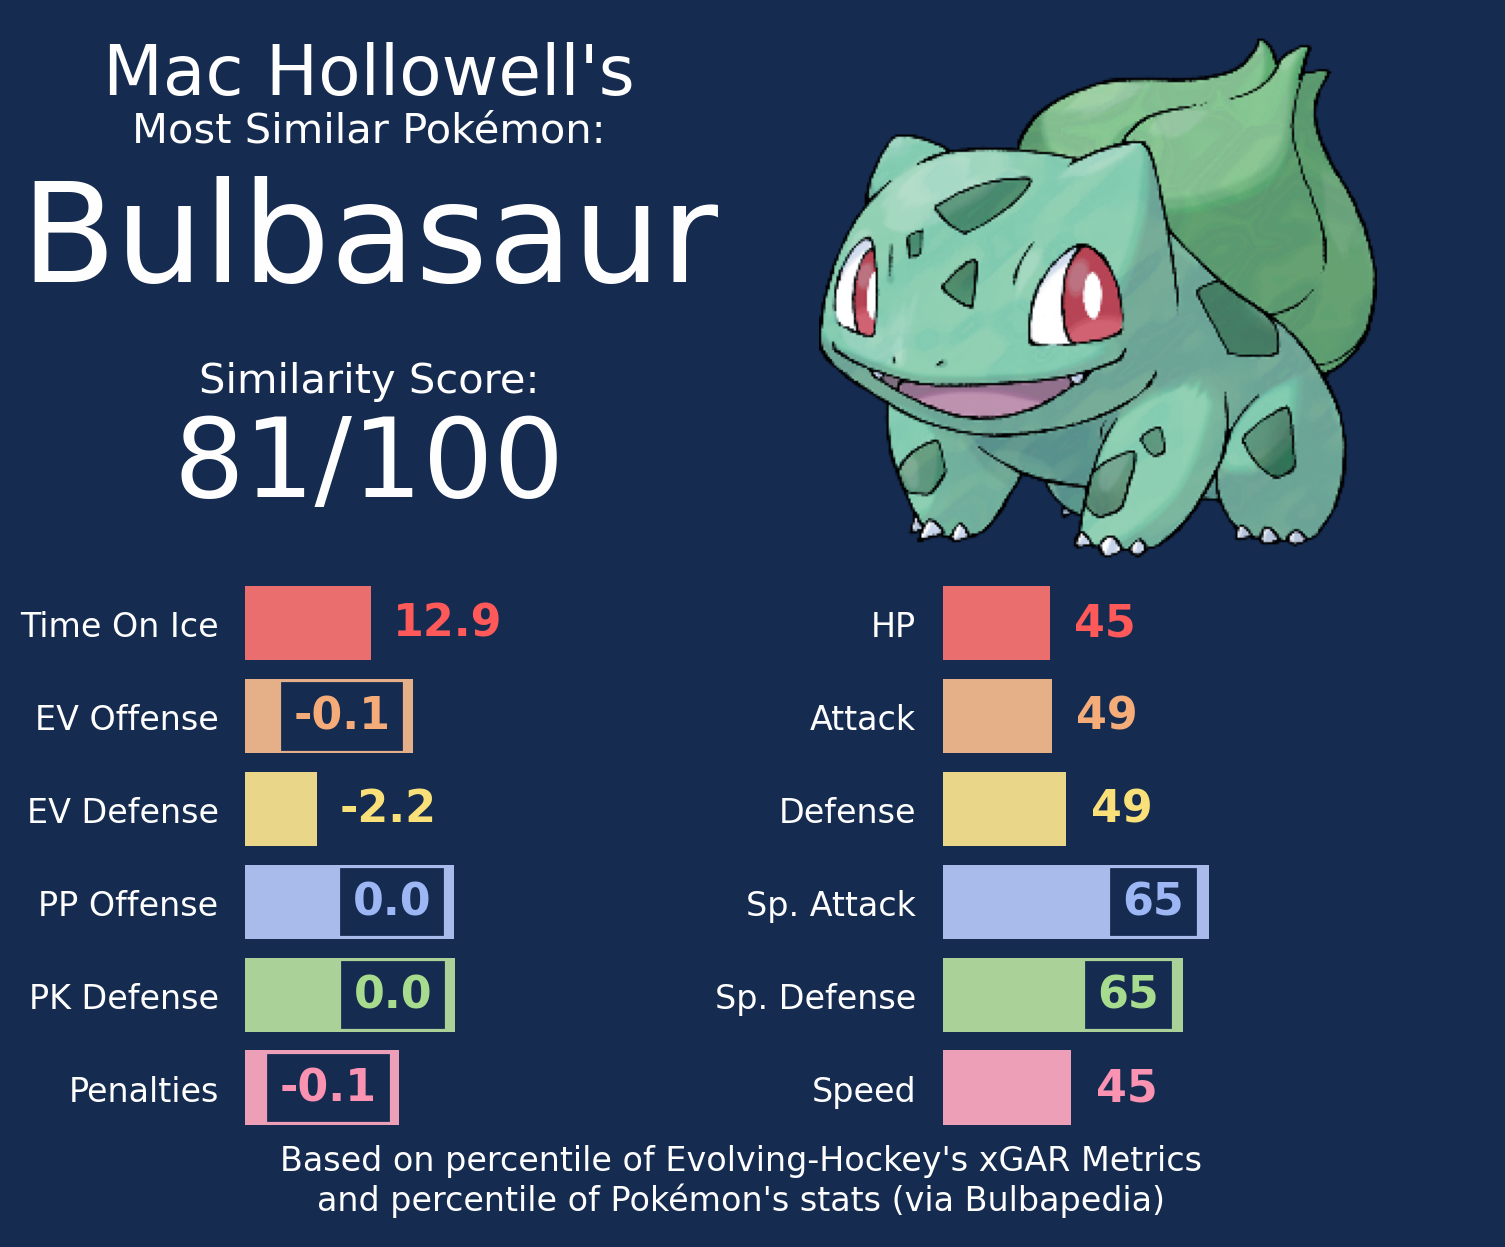 Mac Hollowell's
Most Similar Pokémon:
Bulbasaur
Similarity Score:
81/100
Time On Ice 12.9
EV Offense -0.1
EV Defense -2.2
PP Offense 0.0
PK Defense 0.0
Penalties -0.1
HP 45
Attack 49
Defense 49
Sp. Attack 65
Sp. Defense 65
Speed 45
Based on percentile of Evolving-Hockey's xGAR Metrics
and percentile of Pokémon's stats (via Bulbapedia)